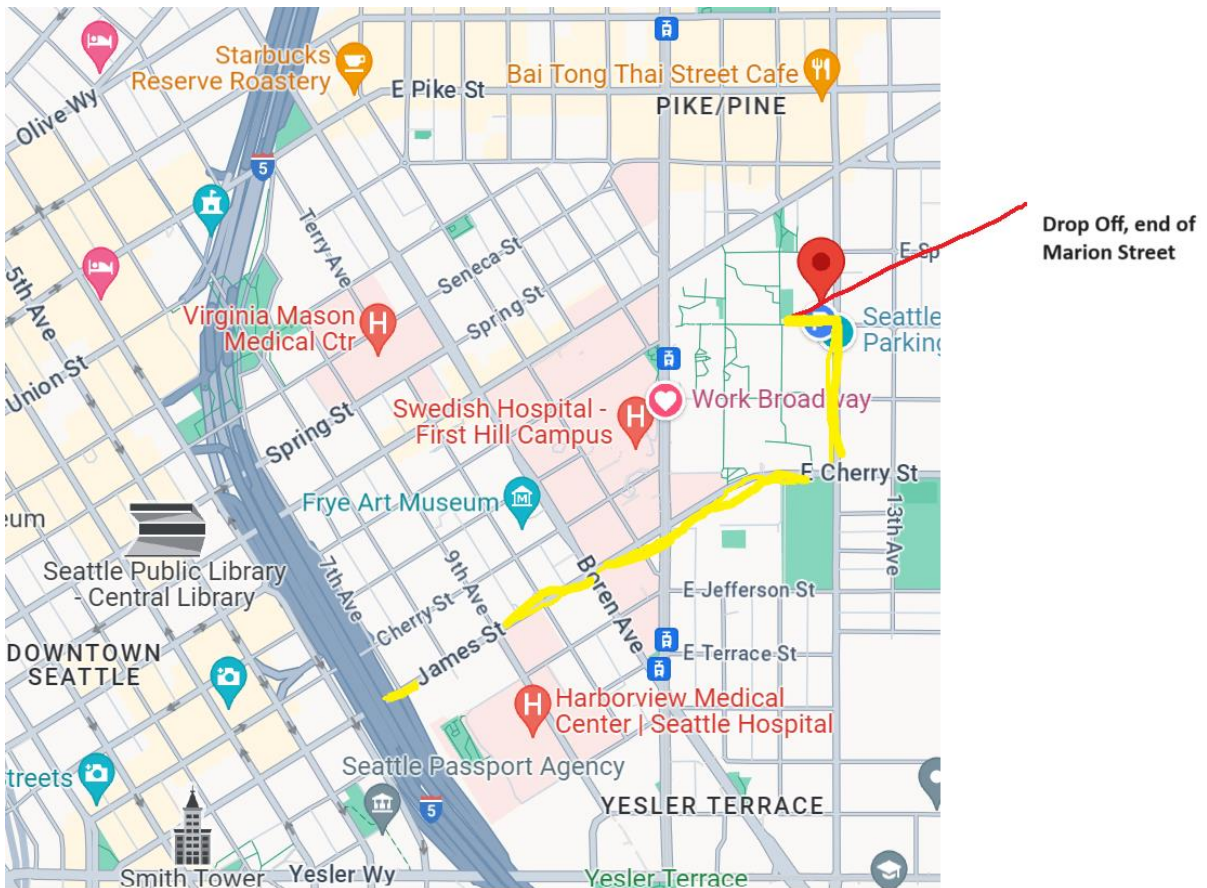 Starbucks
Reserve Roastery
Olive Wy
E Pike St
Bai Tong Thai Street Cafe
PIKE/PINE
5
Drop Off, end of
Marion Street
Terry Ave
Seneca St
E Sp
5th Ave
Virginia Mason
Medical Ctr
H
Spring St
Seattle
Parking
Union St
Swedish Hospital -
First Hill Campus
H
Work Broadway
Spring St
E Cherry St
Frye Art Museum
M
eum
13th Ave
Seattle Public Library
- Central Library
7th Ave
9th Ave
Boren Ave
Cherry St
E Jefferson St
James St
DOWNTOWN
SEATTLE
E Terrace St
H
Harborview Medical
Center | Seattle Hospital
treets
Seattle Passport Agency
5
YESLER TERRACE
Smith Tower
Yesler Wy
Yesler Terrace